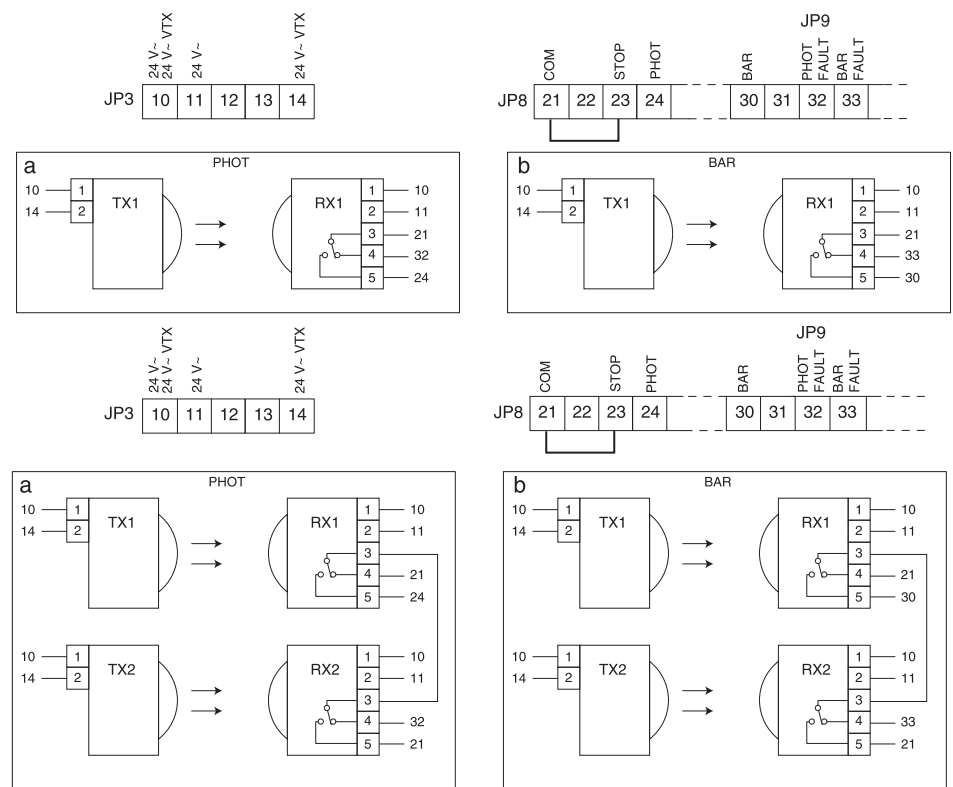 24 V~
24 V~ VTX
24 V~
24 V~ VTX
JP3 10 11 12 13 14
JP9
COM
STOP
PHOT
BAR
PHOT FAULT
BAR FAULT
JP8 21 22 23 24 30 31 32 33
a PHOT
10 1 TX1 RX1 1 10
14 2 2 11
3 21
4 32
5 24
b BAR
10 1 TX1 RX1 1 10
14 2 2 11
3 21
4 33
5 30
24 V~
24 V~ VTX
24 V~
24 V~ VTX
JP3 10 11 12 13 14
JP9
COM
STOP
PHOT
BAR
PHOT FAULT
BAR FAULT
JP8 21 22 23 24 30 31 32 33
a PHOT
10 1 TX1 RX1 1 10
14 2 2 11
3
4 21
5 24
10 1 TX2 RX2 1 10
14 2 2 11
3
4 32
5 21
b BAR
10 1 TX1 RX1 1 10
14 2 2 11
3
4 21
5 30
10 1 TX2 RX2 1 10
14 2 2 11
3
4 33
5 21